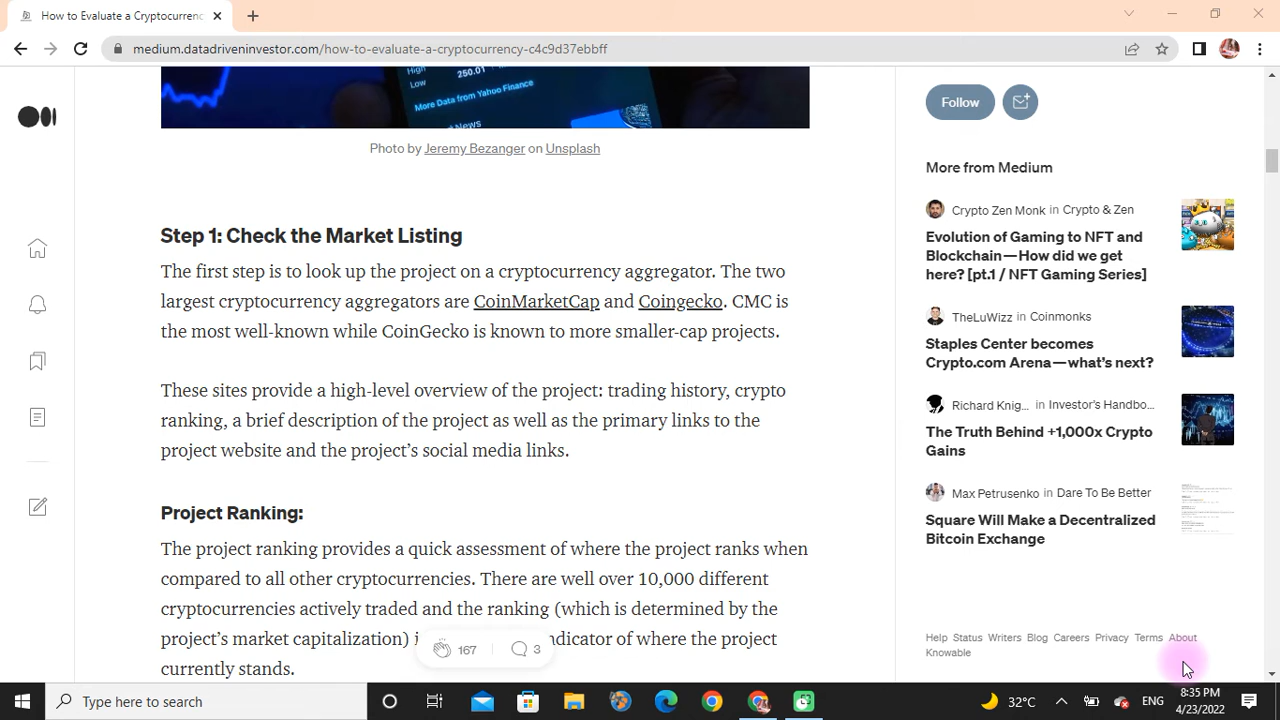 How to Evaluate a Cryptocurrenc
medium.datadriveninvestor.com/how-to-evaluate-a-cryptocurrency-c4c9d37ebbff
High
250.01
Low
More Data from Yahoo Finance
News
Photo by Jeremy Bezanger on Unsplash
Step 1: Check the Market Listing
The first step is to look up the project on a cryptocurrency aggregator. The two
largest cryptocurrency aggregators are CoinMarketCap and Coingecko. CMC is
the most well-known while CoinGecko is known to more smaller-cap projects.
These sites provide a high-level overview of the project: trading history, crypto
ranking, a brief description of the project as well as the primary links to the
project website and the project's social media links.
Project Ranking:
The project ranking provides a quick assessment of where the project ranks when
compared to all other cryptocurrencies. There are well over 10,000 different
cryptocurrencies actively traded and the ranking (which is determined by the
project's market capitalization) i ndicator of where the project
167 3
currently stands.
Follow
More from Medium
Crypto Zen Monk in Crypto & Zen
Evolution of Gaming to NFT and
Blockchain—How did we get
here? [pt.1 / NFT Gaming Series]
TheLuWizz in Coinmonks
Staples Center becomes
Crypto.com Arena—what's next?
Richard Knig... in Investor's Handbo...
The Truth Behind +1,000x Crypto
Gains
Max Petrusenko in Dare To Be Better
Square Will Make a Decentralized
Bitcoin Exchange
Help Status Writers Blog Careers Privacy Terms About
Knowable
Type here to search
32°C
ENG
8:35 PM
4/23/2022